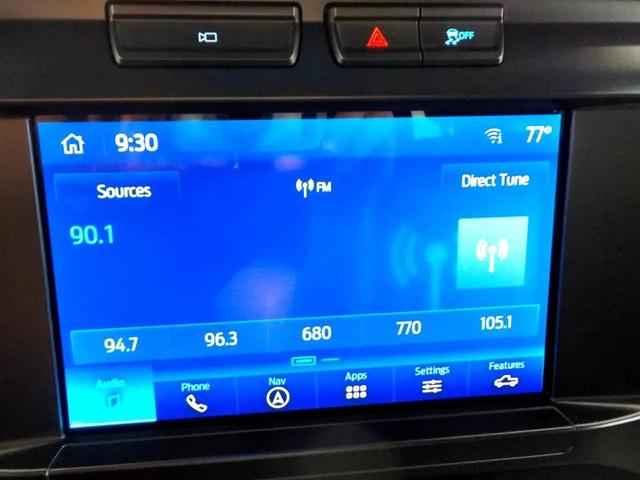 OFF
9:30
77°
Sources
FM
Direct Tune
90.1
94.7
96.3
680
770
105.1
Audio
Phone
Nav
Apps
Settings
Features